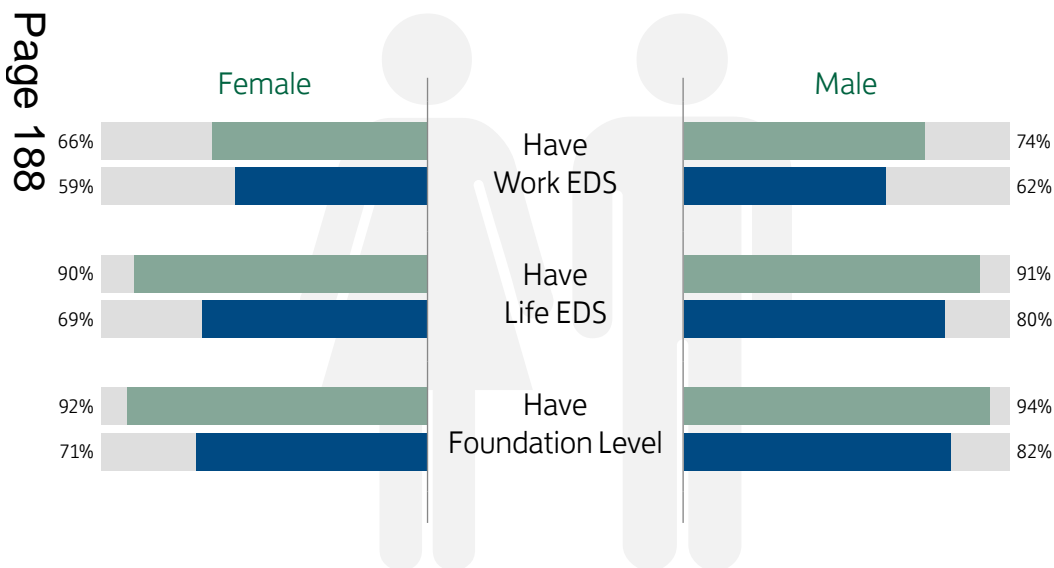 Page 188
Female
Male
66%
Have
Work EDS
74%
59%
62%
90%
Have
Life EDS
91%
69%
80%
92%
Have
Foundation Level
94%
71%
82%